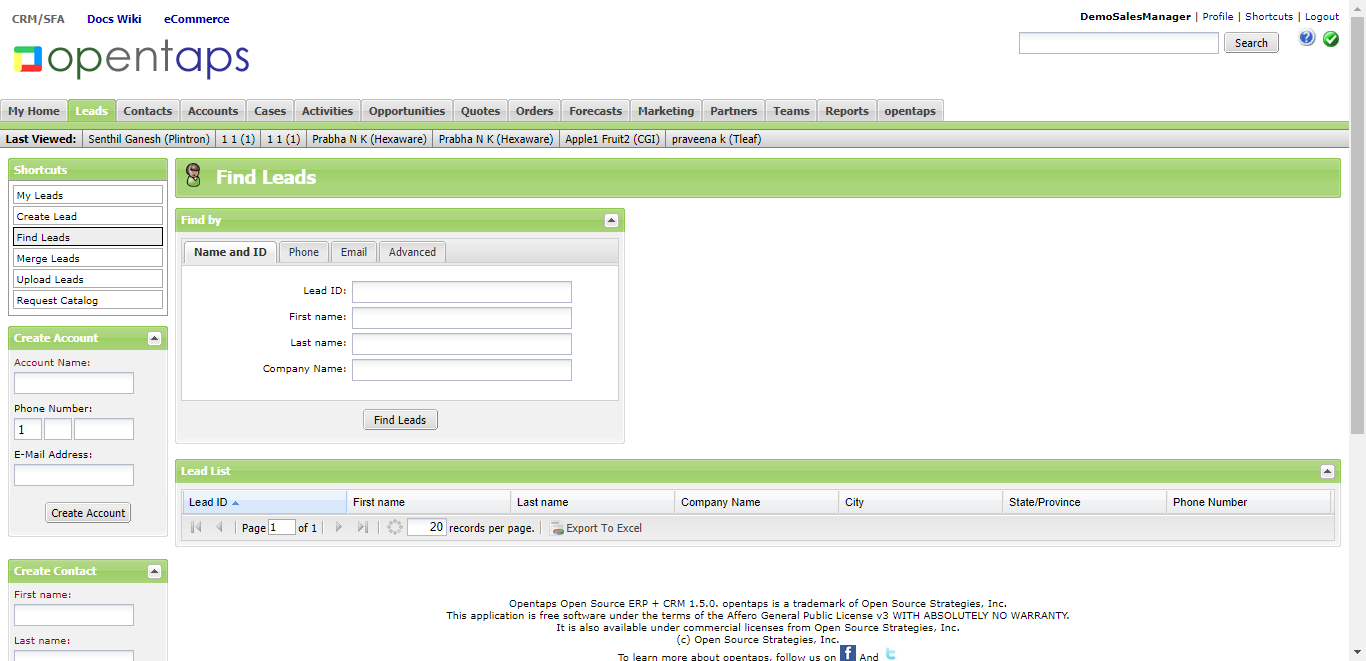 CRM/SFA Docs Wiki eCommerce
DemoSalesManager | Profile | Shortcuts | Logout
opentaps
Search
My Home Leads Contacts Accounts Cases Activities Opportunities Quotes Orders Forecasts Marketing Partners Teams Reports opentaps
Last Viewed: Senthil Ganesh (Plintron) 1 1 (1) 1 1 (1) Prabha N K (Hexaware) Prabha N K (Hexaware) Apple1 Fruit2 (CGI) praveena k (Tleaf)
Shortcuts
My Leads
Create Lead
Find Leads
Merge Leads
Upload Leads
Request Catalog
Create Account
Account Name:
Phone Number:
1
E-Mail Address:
Create Account
Create Contact
First name:
Last name:
Find Leads
Find by
Name and ID Phone Email Advanced
Lead ID:
First name:
Last name:
Company Name:
Find Leads
Lead List
Lead ID First name Last name Company Name City State/Province Phone Number
Page 1 of 1 20 records per page. Export To Excel
Opentaps Open Source ERP + CRM 1.5.0. opentaps is a trademark of Open Source Strategies, Inc.
This application is free software under the terms of the Affero General Public License v3 WITH ABSOLUTELY NO WARRANTY.
It is also available under commercial licenses from Open Source Strategies, Inc.
(c) Open Source Strategies, Inc.
To learn more about opentaps, follow us on f And t